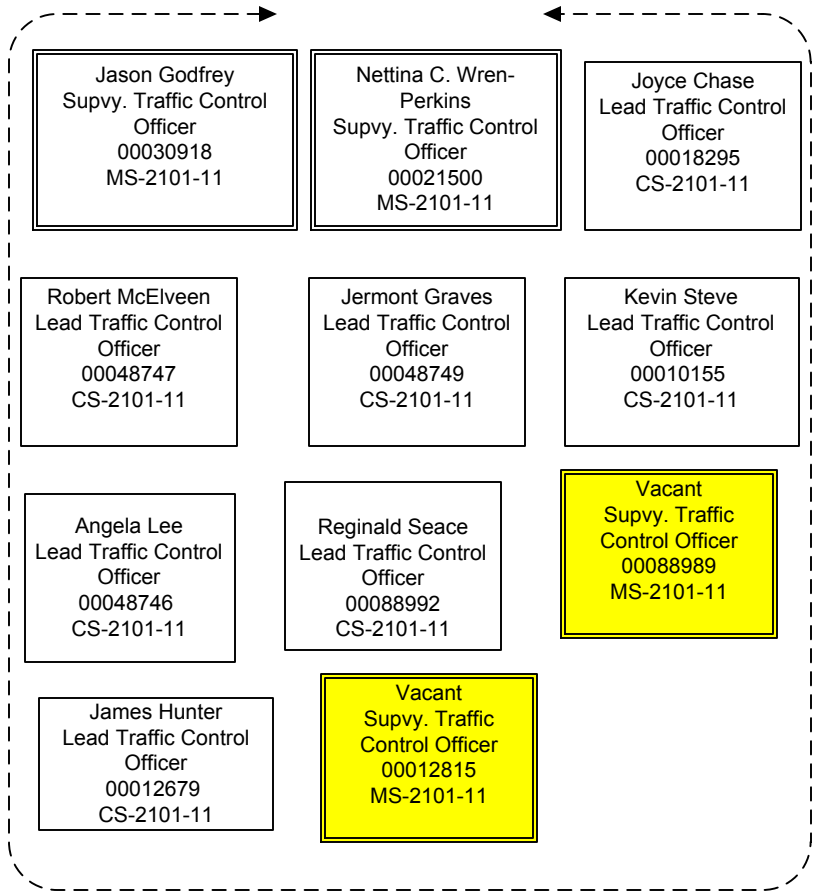 Jason Godfrey
Supvy. Traffic Control
Officer
00030918
MS-2101-11
Nettina C. Wren-
Perkins
Supvy. Traffic Control
Officer
00021500
MS-2101-11
Joyce Chase
Lead Traffic Control
Officer
00018295
CS-2101-11
Robert McElveen
Lead Traffic Control
Officer
00048747
CS-2101-11
Jermont Graves
Lead Traffic Control
Officer
00048749
CS-2101-11
Kevin Steve
Lead Traffic Control
Officer
00010155
CS-2101-11
Angela Lee
Lead Traffic Control
Officer
00048746
CS-2101-11
Reginald Seace
Lead Traffic Control
Officer
00088992
CS-2101-11
Vacant
Supvy. Traffic
Control Officer
00088989
MS-2101-11
James Hunter
Lead Traffic Control
Officer
00012679
CS-2101-11
Vacant
Supvy. Traffic
Control Officer
00012815
MS-2101-11